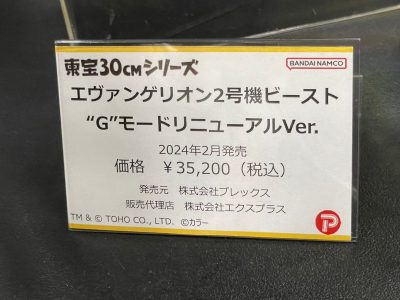 東宝30cmシリーズ
BANDAI NAMCO
エヴァンゲリオン2号機ビースト
“G”モードリニューアルVer.
2024年2月発売
価格 ￥35,200（税込）
発売元 株式会社プレックス
販売代理店 株式会社エクスプラス
TM & © TOHO CO., LTD. ©カラー
P